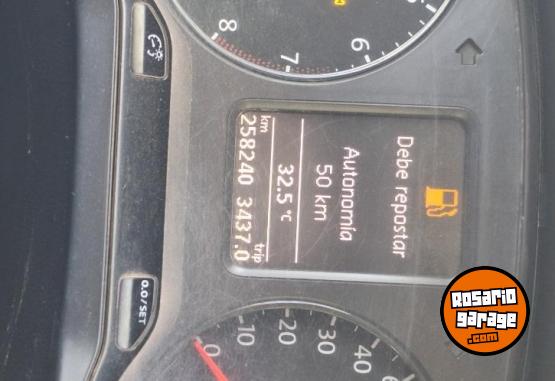 Debe repostar
Autonomía
50 km
32.5 °C
km trip
258240 3437.0
8
7
6
0.0/SET
0
10
20
30
40
Rosario
garage
.com